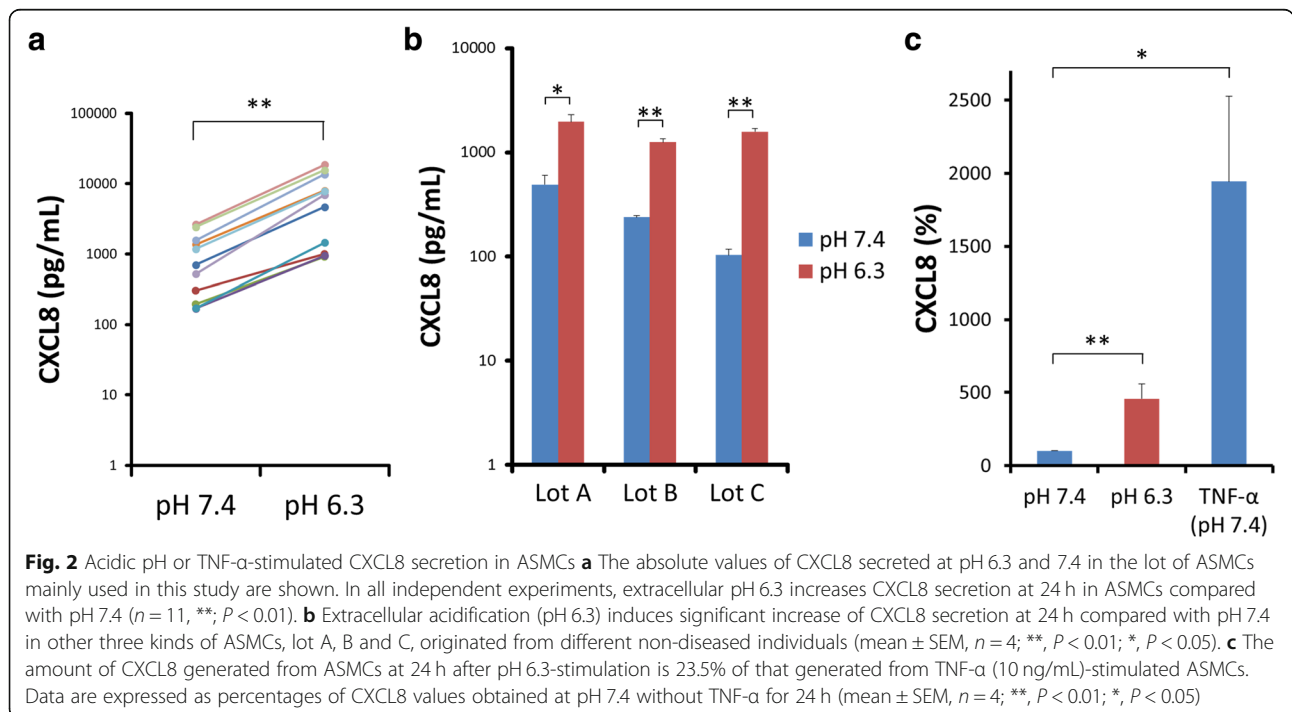 a
b
c
**
100000
10000
1000
100
10
1
CXCL8 (pg/mL)
pH 7.4 pH 6.3
10000
1000
100
10
1
CXCL8 (pg/mL)
* ** **
Lot A Lot B Lot C
pH 7.4
pH 6.3
*
**
2500
2000
1500
1000
500
0
CXCL8 (%)
pH 7.4 pH 6.3 TNF-α
(pH 7.4)
Fig. 2 Acidic pH or TNF-α-stimulated CXCL8 secretion in ASMCs a The absolute values of CXCL8 secreted at pH 6.3 and 7.4 in the lot of ASMCs
mainly used in this study are shown. In all independent experiments, extracellular pH 6.3 increases CXCL8 secretion at 24 h in ASMCs compared
with pH 7.4 (n = 11, **; P < 0.01). b Extracellular acidification (pH 6.3) induces significant increase of CXCL8 secretion at 24 h compared with pH 7.4
in other three kinds of ASMCs, lot A, B and C, originated from different non-diseased individuals (mean ± SEM, n = 4; **, P < 0.01; *, P < 0.05). c The
amount of CXCL8 generated from ASMCs at 24 h after pH 6.3-stimulation is 23.5% of that generated from TNF-α (10 ng/mL)-stimulated ASMCs.
Data are expressed as percentages of CXCL8 values obtained at pH 7.4 without TNF-α for 24 h (mean ± SEM, n = 4; **, P < 0.01; *, P < 0.05)